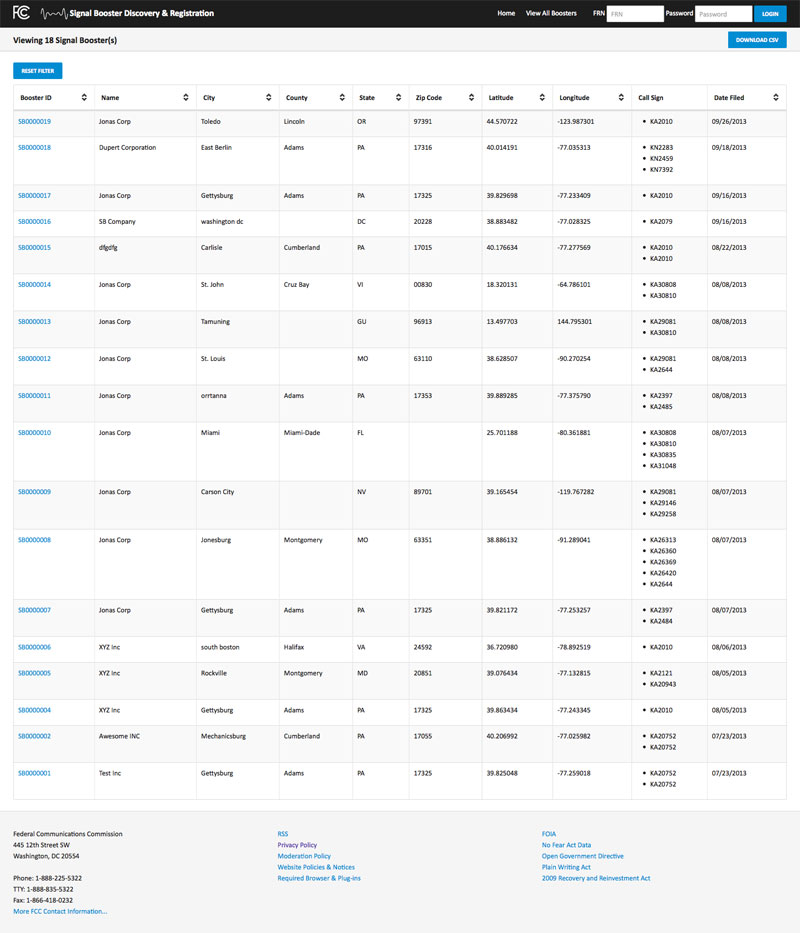 FCC Signal Booster Discovery & Registration Home View All Boosters FRN FRN Password Password LOGIN
Viewing 18 Signal Booster(s) DOWNLOAD CSV
RESET FILTER
Booster ID Name City County State Zip Code Latitude Longitude Call Sign Date Filed
SB0000019 Jonas Corp Toledo Lincoln OR 97391 44.570722 -123.987301 • KA2010 09/26/2013
SB0000018 Dupert Corporation East Berlin Adams PA 17316 40.014191 -77.035313 • KN2283 09/18/2013
• KN2459
• KN7392
SB0000017 Jonas Corp Gettysburg Adams PA 17325 39.829698 -77.233409 • KA2010 09/16/2013
SB0000016 SB Company washington dc DC 20228 38.883482 -77.028325 • KA2079 09/16/2013
SB0000015 dfgdfg Carlisle Cumberland PA 17015 40.176634 -77.277569 • KA2010 08/22/2013
• KA2010
SB0000014 Jonas Corp St. John Cruz Bay VI 00830 18.320131 -64.786101 • KA30808 08/08/2013
• KA30810
SB0000013 Jonas Corp Tamuning GU 96913 13.497703 144.795301 • KA29081 08/08/2013
• KA30810
SB0000012 Jonas Corp St. Louis MO 63110 38.628507 -90.270254 • KA29081 08/08/2013
• KA2644
SB0000011 Jonas Corp orrtanna Adams PA 17353 39.889285 -77.375790 • KA2397 08/08/2013
• KA2485
SB0000010 Jonas Corp Miami Miami-Dade FL 25.701188 -80.361881 • KA30808 08/07/2013
• KA30810
• KA30835
• KA31048
SB0000009 Jonas Corp Carson City NV 89701 39.165454 -119.767282 • KA29081 08/07/2013
• KA29146
• KA29258
SB0000008 Jonas Corp Jonesburg Montgomery MO 63351 38.886132 -91.289041 • KA26313 08/07/2013
• KA26360
• KA26369
• KA26420
• KA2644
SB0000007 Jonas Corp Gettysburg Adams PA 17325 39.821172 -77.253257 • KA2397 08/07/2013
• KA2484
SB0000006 XYZ Inc south boston Halifax VA 24592 36.720980 -78.892519 • KA2010 08/06/2013
SB0000005 XYZ Inc Rockville Montgomery MD 20851 39.076434 -77.132815 • KA2121 08/05/2013
• KA20943
SB0000004 XYZ Inc Gettysburg Adams PA 17325 39.863434 -77.243345 • KA2010 08/05/2013
SB0000002 Awesome INC Mechanicsburg Cumberland PA 17055 40.206992 -77.025982 • KA20752 07/23/2013
• KA20752
SB0000001 Test Inc Gettysburg Adams PA 17325 39.825048 -77.259018 • KA20752 07/23/2013
• KA20752
Federal Communications Commission RSS FOIA
445 12th Street SW Privacy Policy No Fear Act Data
Washington, DC 20554 Moderation Policy Open Government Directive
Website Policies & Notices Plain Writing Act
Phone: 1-888-225-5322 Required Browser & Plug-ins 2009 Recovery and Reinvestment Act
TTY: 1-888-835-5322
Fax: 1-866-418-0232
More FCC Contact Information...